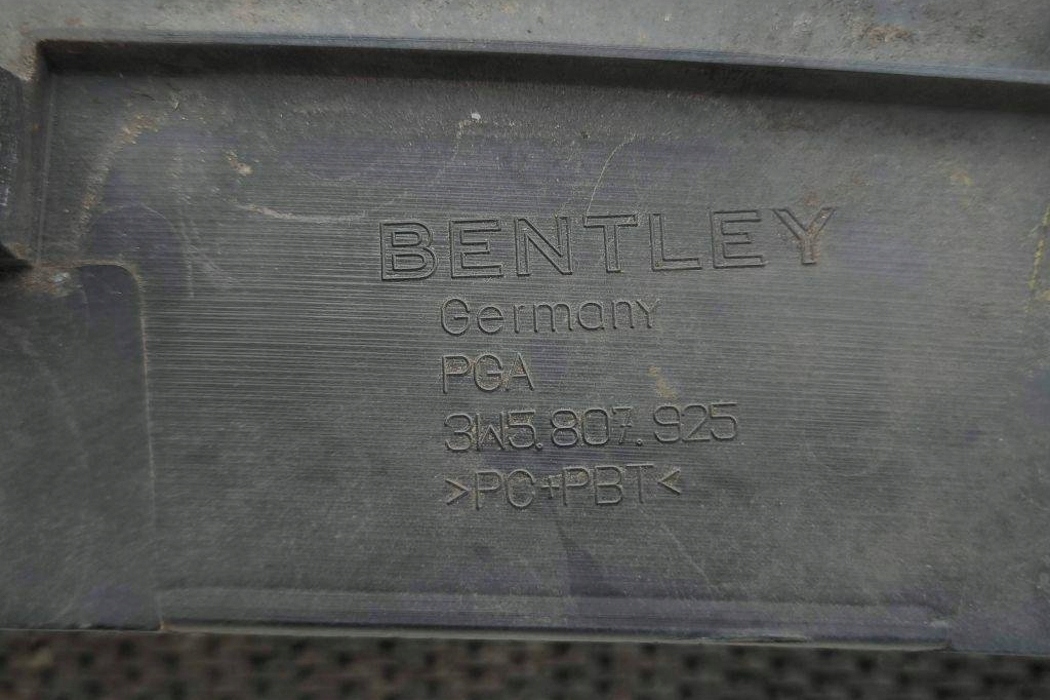 BENTLEY
Germany
PGA
3W5.807.925
>PC+PBT<